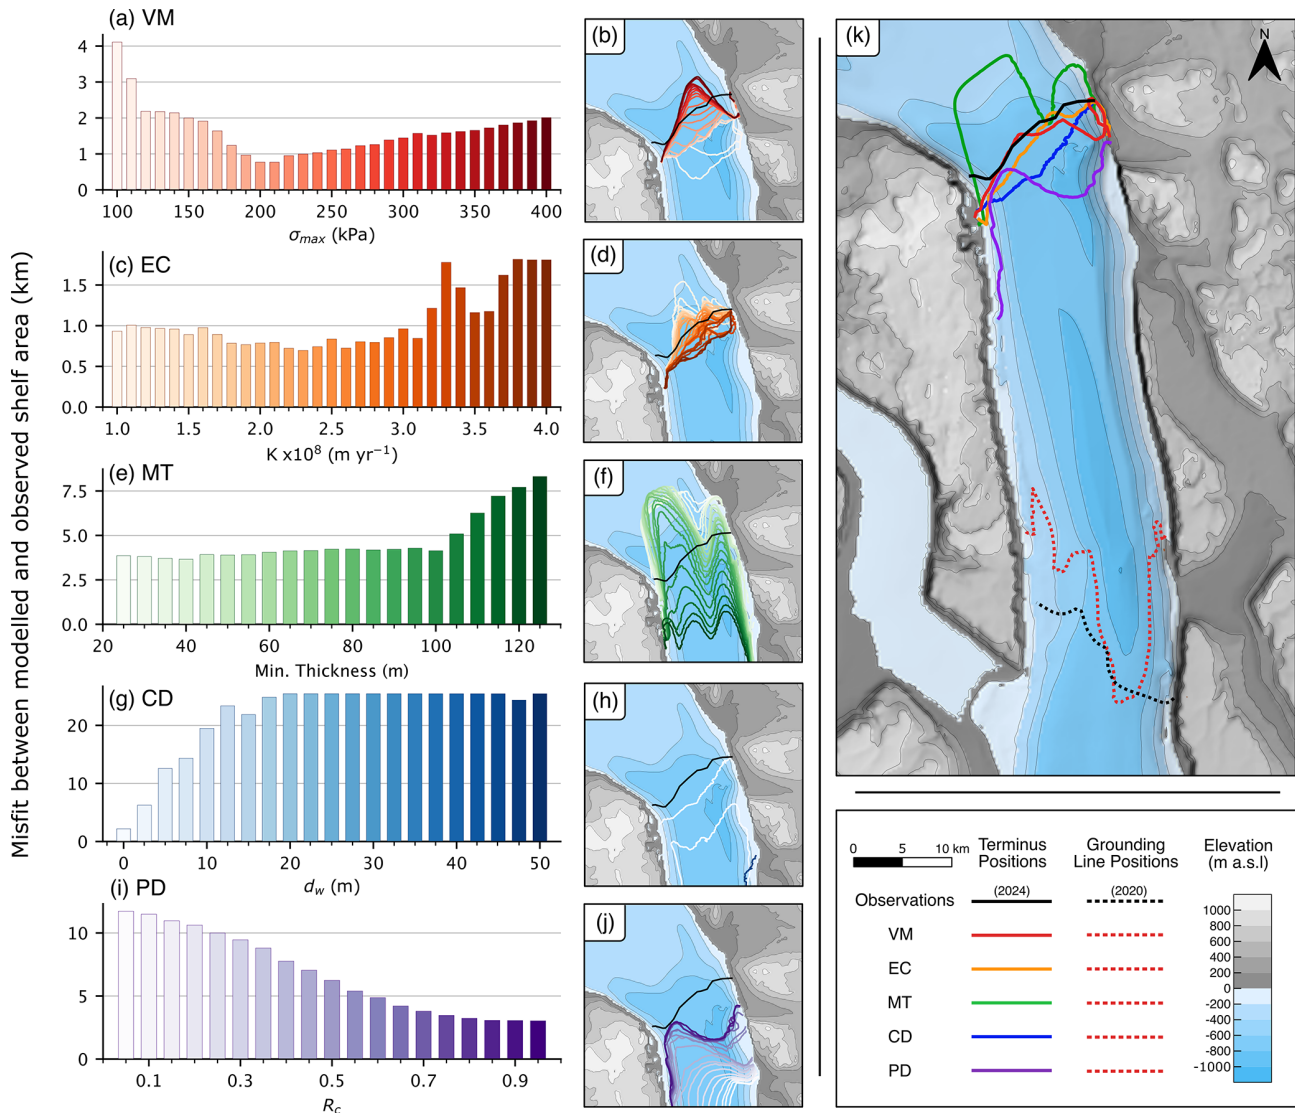 Misfit between modelled and observed shelf area (km)
(a) VM
4
3
2
1
0
100 150 200 250 300 350 400
σmax (kPa)
(b)
(c) EC
1.5
1.0
0.5
0.0
1.0 1.5 2.0 2.5 3.0 3.5 4.0
K x10⁸ (m yr⁻¹)
(d)
(e) MT
7.5
5.0
2.5
0.0
20 40 60 80 100 120
Min. Thickness (m)
(f)
(g) CD
20
10
0
0 10 20 30 40 50
dw (m)
(h)
(i) PD
10
5
0
0.1 0.3 0.5 0.7 0.9
Rc
(j)
(k)
N
0 5 10 km
Terminus Positions
Grounding Line Positions
Elevation (m a.s.l)
Observations (2024) (2020)
VM
EC
MT
CD
PD
1000
800
600
400
200
0
-200
-400
-600
-800
-1000